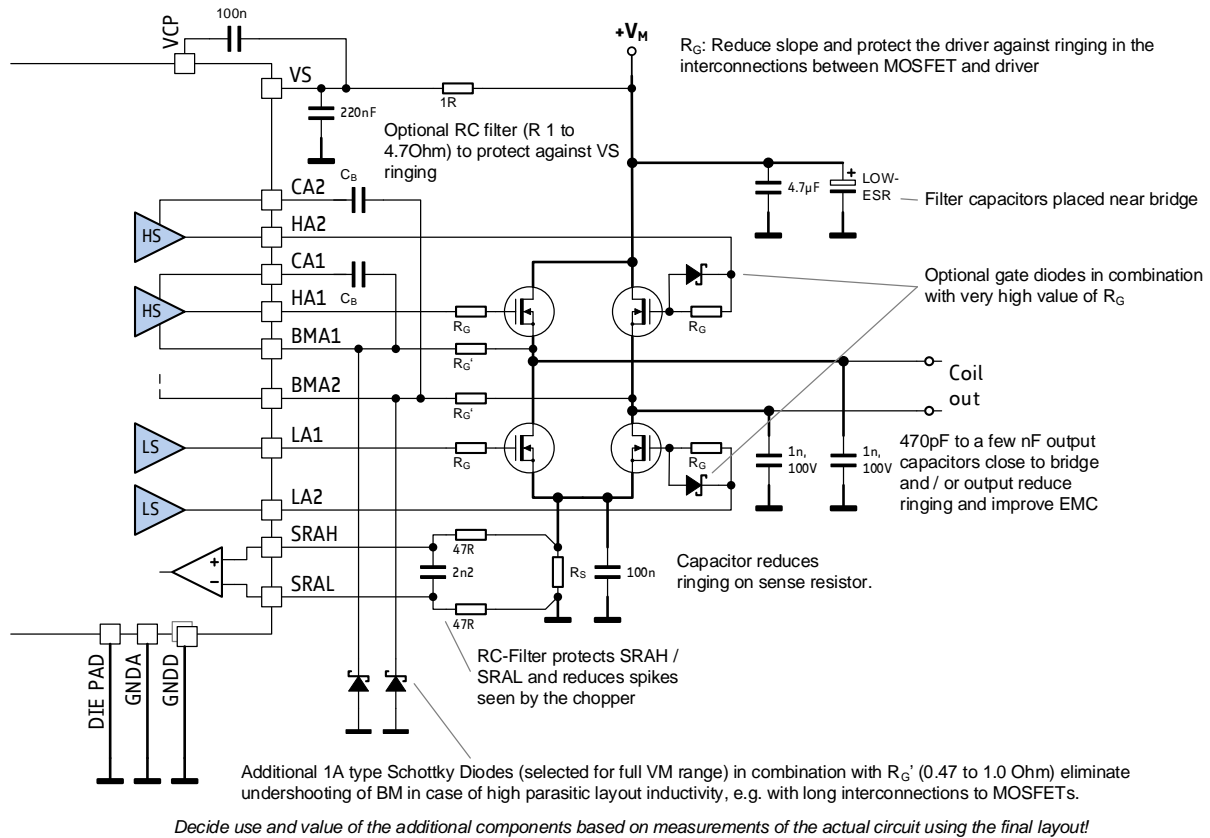 100n
VCP
+VM
RG: Reduce slope and protect the driver against ringing in the
interconnections between MOSFET and driver
VS
1R
220nF
Optional RC filter (R 1 to
4.7Ohm) to protect against VS
ringing
4.7µF
+
LOW-
ESR
Filter capacitors placed near bridge
CA2
CB
HS
HA2
CA1
CB
HS
HA1
RG
RG
Optional gate diodes in combination
with very high value of RG
BMA1
RG'
BMA2
RG'
Coil
out
LS
LA1
RG
RG
1n,
100V
1n,
100V
470pF to a few nF output
capacitors close to bridge
and / or output reduce
ringing and improve EMC
LS
LA2
SRAH
47R
+
-
2n2
RS
100n
Capacitor reduces
ringing on sense resistor.
SRAL
47R
RC-Filter protects SRAH /
SRAL and reduces spikes
seen by the chopper
DIE PAD
GNDA
GNDD
Additional 1A type Schottky Diodes (selected for full VM range) in combination with RG' (0.47 to 1.0 Ohm) eliminate
undershooting of BM in case of high parasitic layout inductivity, e.g. with long interconnections to MOSFETs.
Decide use and value of the additional components based on measurements of the actual circuit using the final layout!